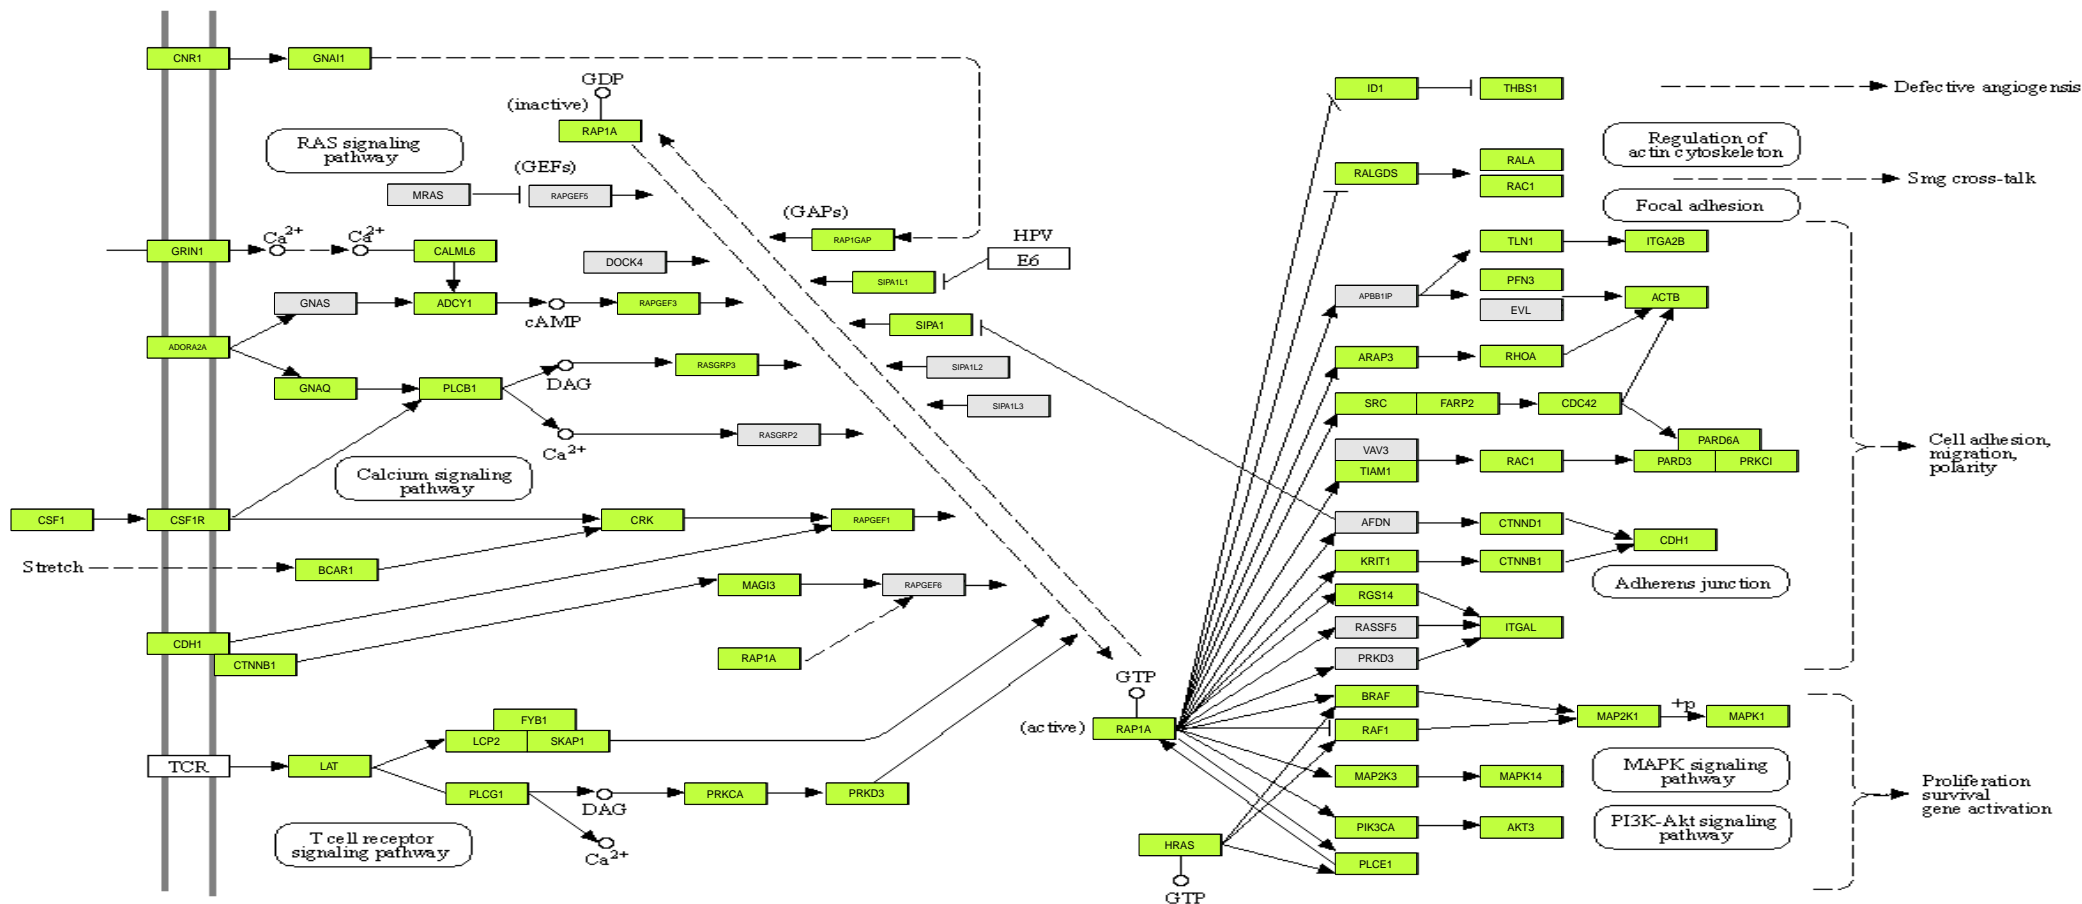 CNR1
GNAI1
GDP
(inactive)
RAP1A
RAS signaling
pathway
(GEFs)
MRAS
RAPGEF5
(GAPs)
RAP1GAP
HPV
E6
GRIN1
Ca2+
Ca2+
CALML6
DOCK4
SIPA1L1
GNAS
ADCY1
cAMP
RAPGEF3
SIPA1
ADORA2A
GNAQ
PLCB1
DAG
RASGRP3
SIPA1L2
SIPA1L3
Ca2+
RASGRP2
Calcium signaling
pathway
CSF1
CSF1R
CRK
RAPGEF1
Stretch
BCAR1
MAGI3
RAPGEF6
CDH1
CTNNB1
RAP1A
FYB1
LCP2
SKAP1
TCR
LAT
PLCG1
DAG
PRKCA
PRKD3
Ca2+
T cell receptor
signaling pathway
GTP
(active)
RAP1A
HRAS
GTP
ID1
THBS1
Defective angiogensis
Regulation of
actin cytoskeleton
RALGDS
RALA
RAC1
Smg cross-talk
Focal adhesion
TLN1
ITGA2B
APBB1IP
PFN3
EVL
ACTB
ARAP3
RHOA
SRC
FARP2
CDC42
VAV3
TIAM1
RAC1
PARD6A
PARD3
PRKCI
Cell adhesion,
migration,
polarity
AFDN
CTNND1
CDH1
KRIT1
CTNNB1
Adherens junction
RGS14
RASSF5
ITGAL
PRKD3
BRAF
RAF1
MAP2K1
+p
MAPK1
MAP2K3
MAPK14
MAPK signaling
pathway
Proliferation
survival
gene activation
PIK3CA
AKT3
PI3K-Akt signaling
pathway
PLCE1